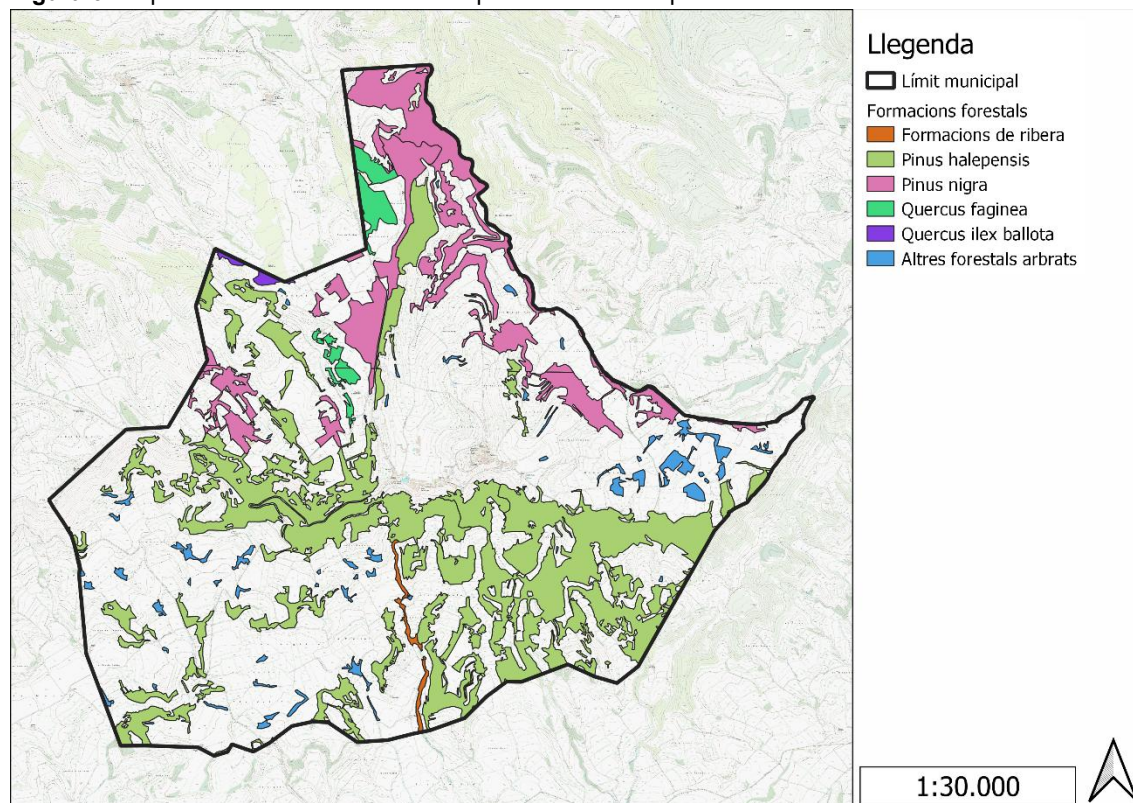 Llegenda
Límit municipal
Formacions forestals
Formacions de ribera
Pinus halepensis
Pinus nigra
Quercus faginea
Quercus ilex ballota
Altres forestals arbrats
1:30.000